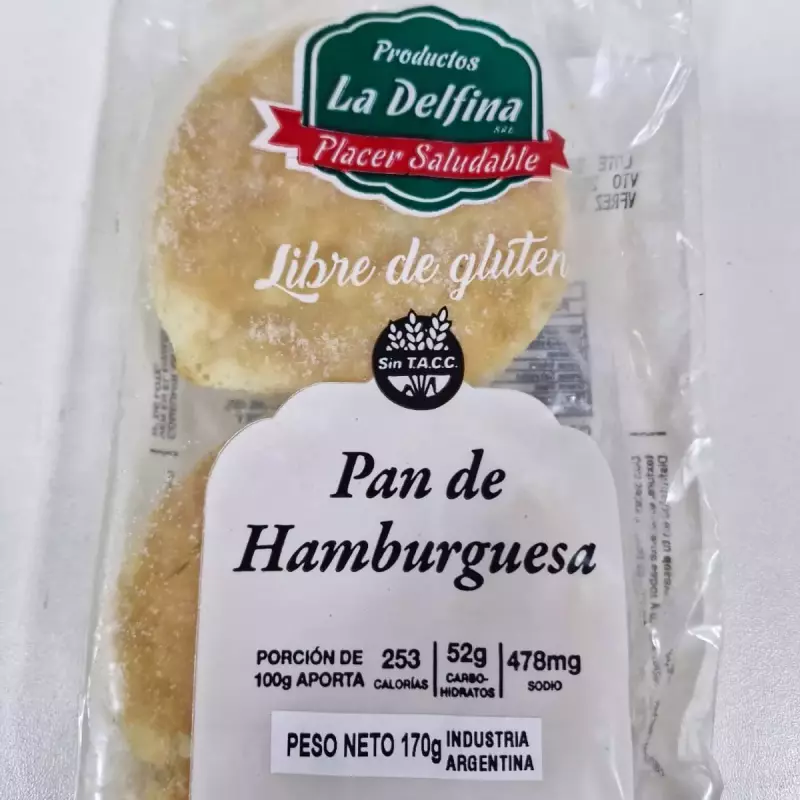 Productos
La Delfina
SRL
Placer Saludable
Libre de gluten
Sin T.A.C.C.
Pan de
Hamburguesa
PORCIÓN DE
100g APORTA
253
CALORÍAS
52g
CARBO-
HIDRATOS
478mg
SODIO
PESO NETO 170g
INDUSTRIA
ARGENTINA